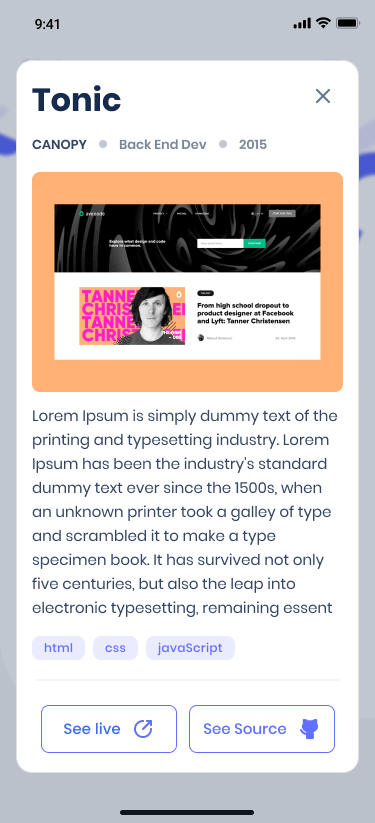 9:41
Tonic
CANOPY
Back End Dev
2015
avocode
Explore what design and code
have in common.
TANNER
CHRISTEN
TANNER
CHRISTEN
From high school dropout to
product designer at Facebook
and Lyft: Tanner Christensen
Lorem Ipsum is simply dummy text of the
printing and typesetting industry. Lorem
Ipsum has been the industry's standard
dummy text ever since the 1500s, when
an unknown printer took a galley of type
and scrambled it to make a type
specimen book. It has survived not only
five centuries, but also the leap into
electronic typesetting, remaining essent
html
css
javaScript
See live
See Source